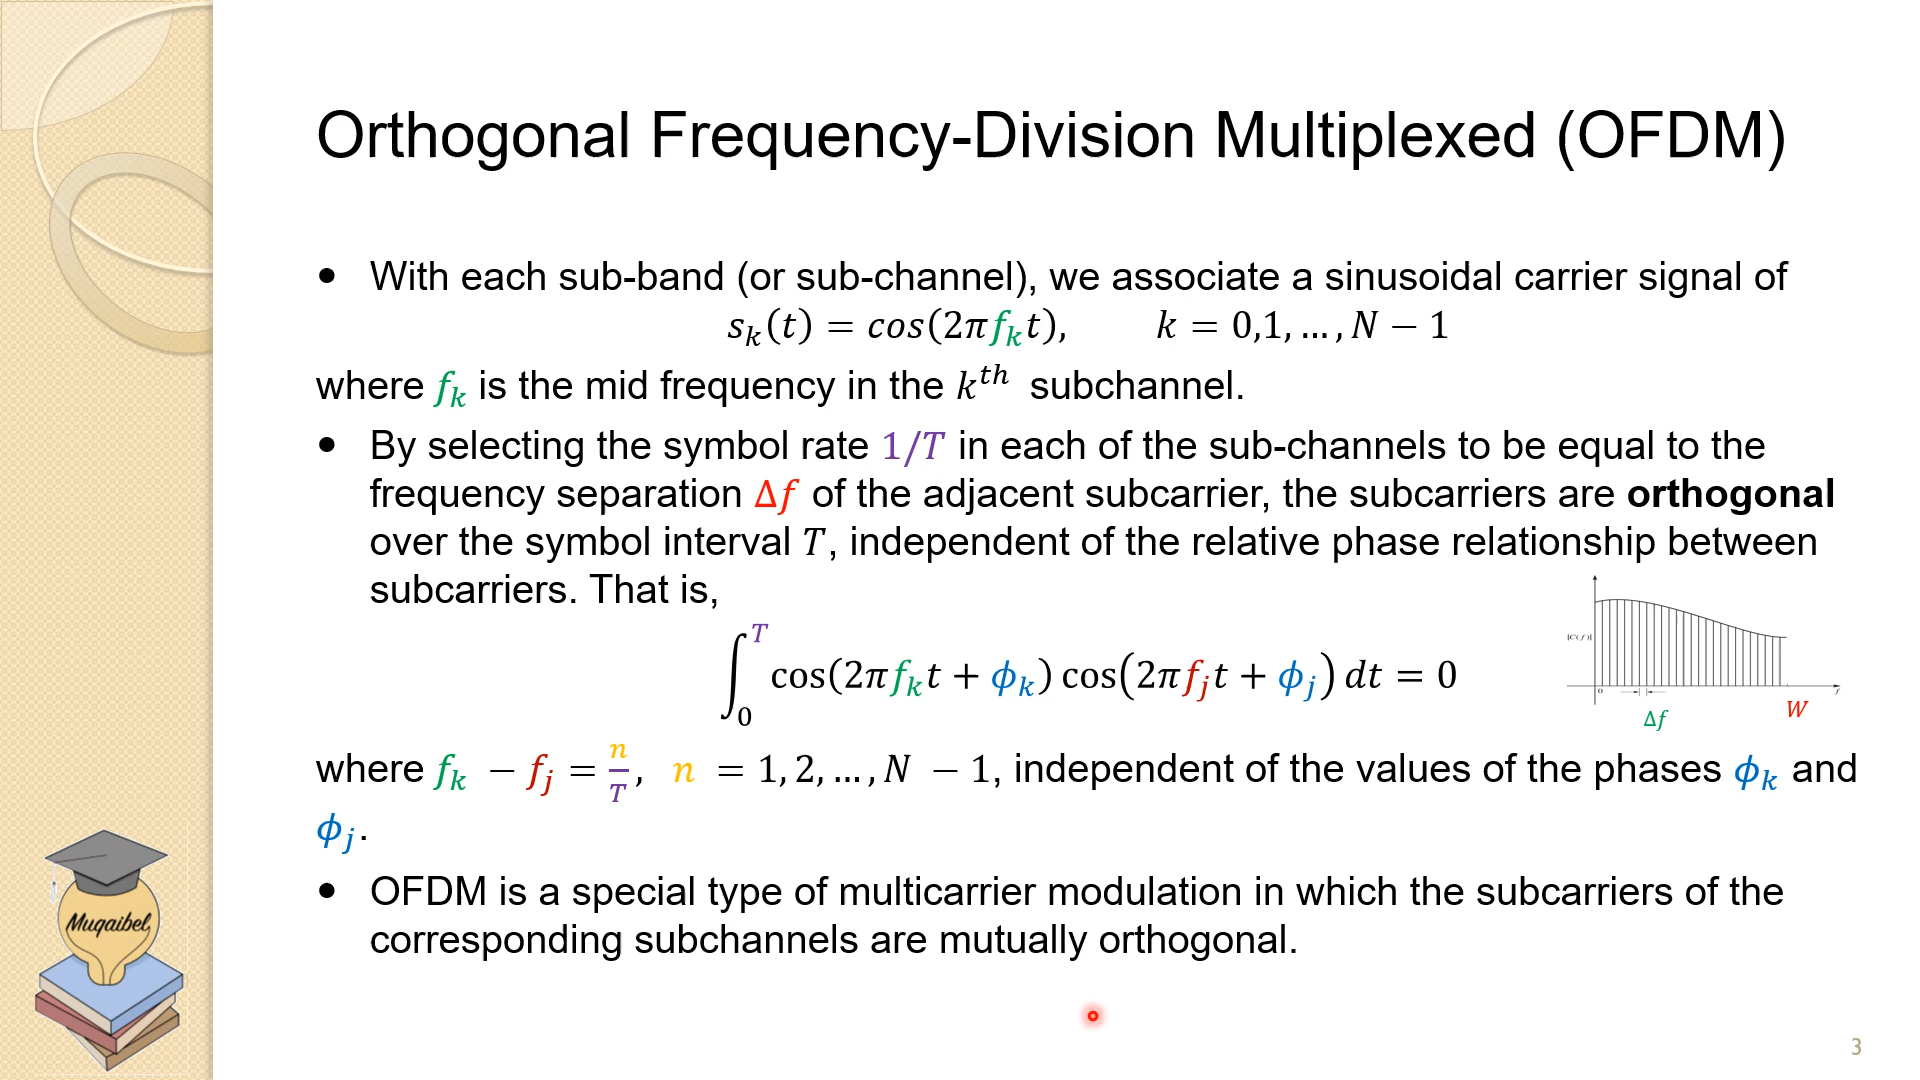 Orthogonal Frequency-Division Multiplexed (OFDM)
● With each sub-band (or sub-channel), we associate a sinusoidal carrier signal of
s_k(t) = cos(2πf_k t), k = 0,1, … , N − 1
where f_k is the mid frequency in the k^{th} subchannel.
● By selecting the symbol rate 1/T in each of the sub-channels to be equal to the
frequency separation Δf of the adjacent subcarrier, the subcarriers are orthogonal
over the symbol interval T, independent of the relative phase relationship between
subcarriers. That is,
∫_0^T cos(2πf_k t + ϕ_k) cos(2πf_j t + ϕ_j) dt = 0
|C(f)|
0
f
Δf
W
where f_k − f_j = n/T, n = 1, 2, … , N − 1, independent of the values of the phases ϕ_k and
ϕ_j.
● OFDM is a special type of multicarrier modulation in which the subcarriers of the
corresponding subchannels are mutually orthogonal.
Muqaibel
3